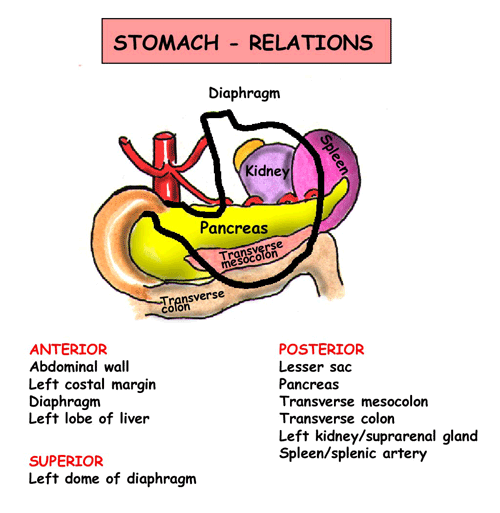 STOMACH - RELATIONS
Diaphragm
Spleen
Kidney
Pancreas
Transverse
mesocolon
Transverse
colon
ANTERIOR
Abdominal wall
Left costal margin
Diaphragm
Left lobe of liver
SUPERIOR
Left dome of diaphragm
POSTERIOR
Lesser sac
Pancreas
Transverse mesocolon
Transverse colon
Left kidney/suprarenal gland
Spleen/splenic artery